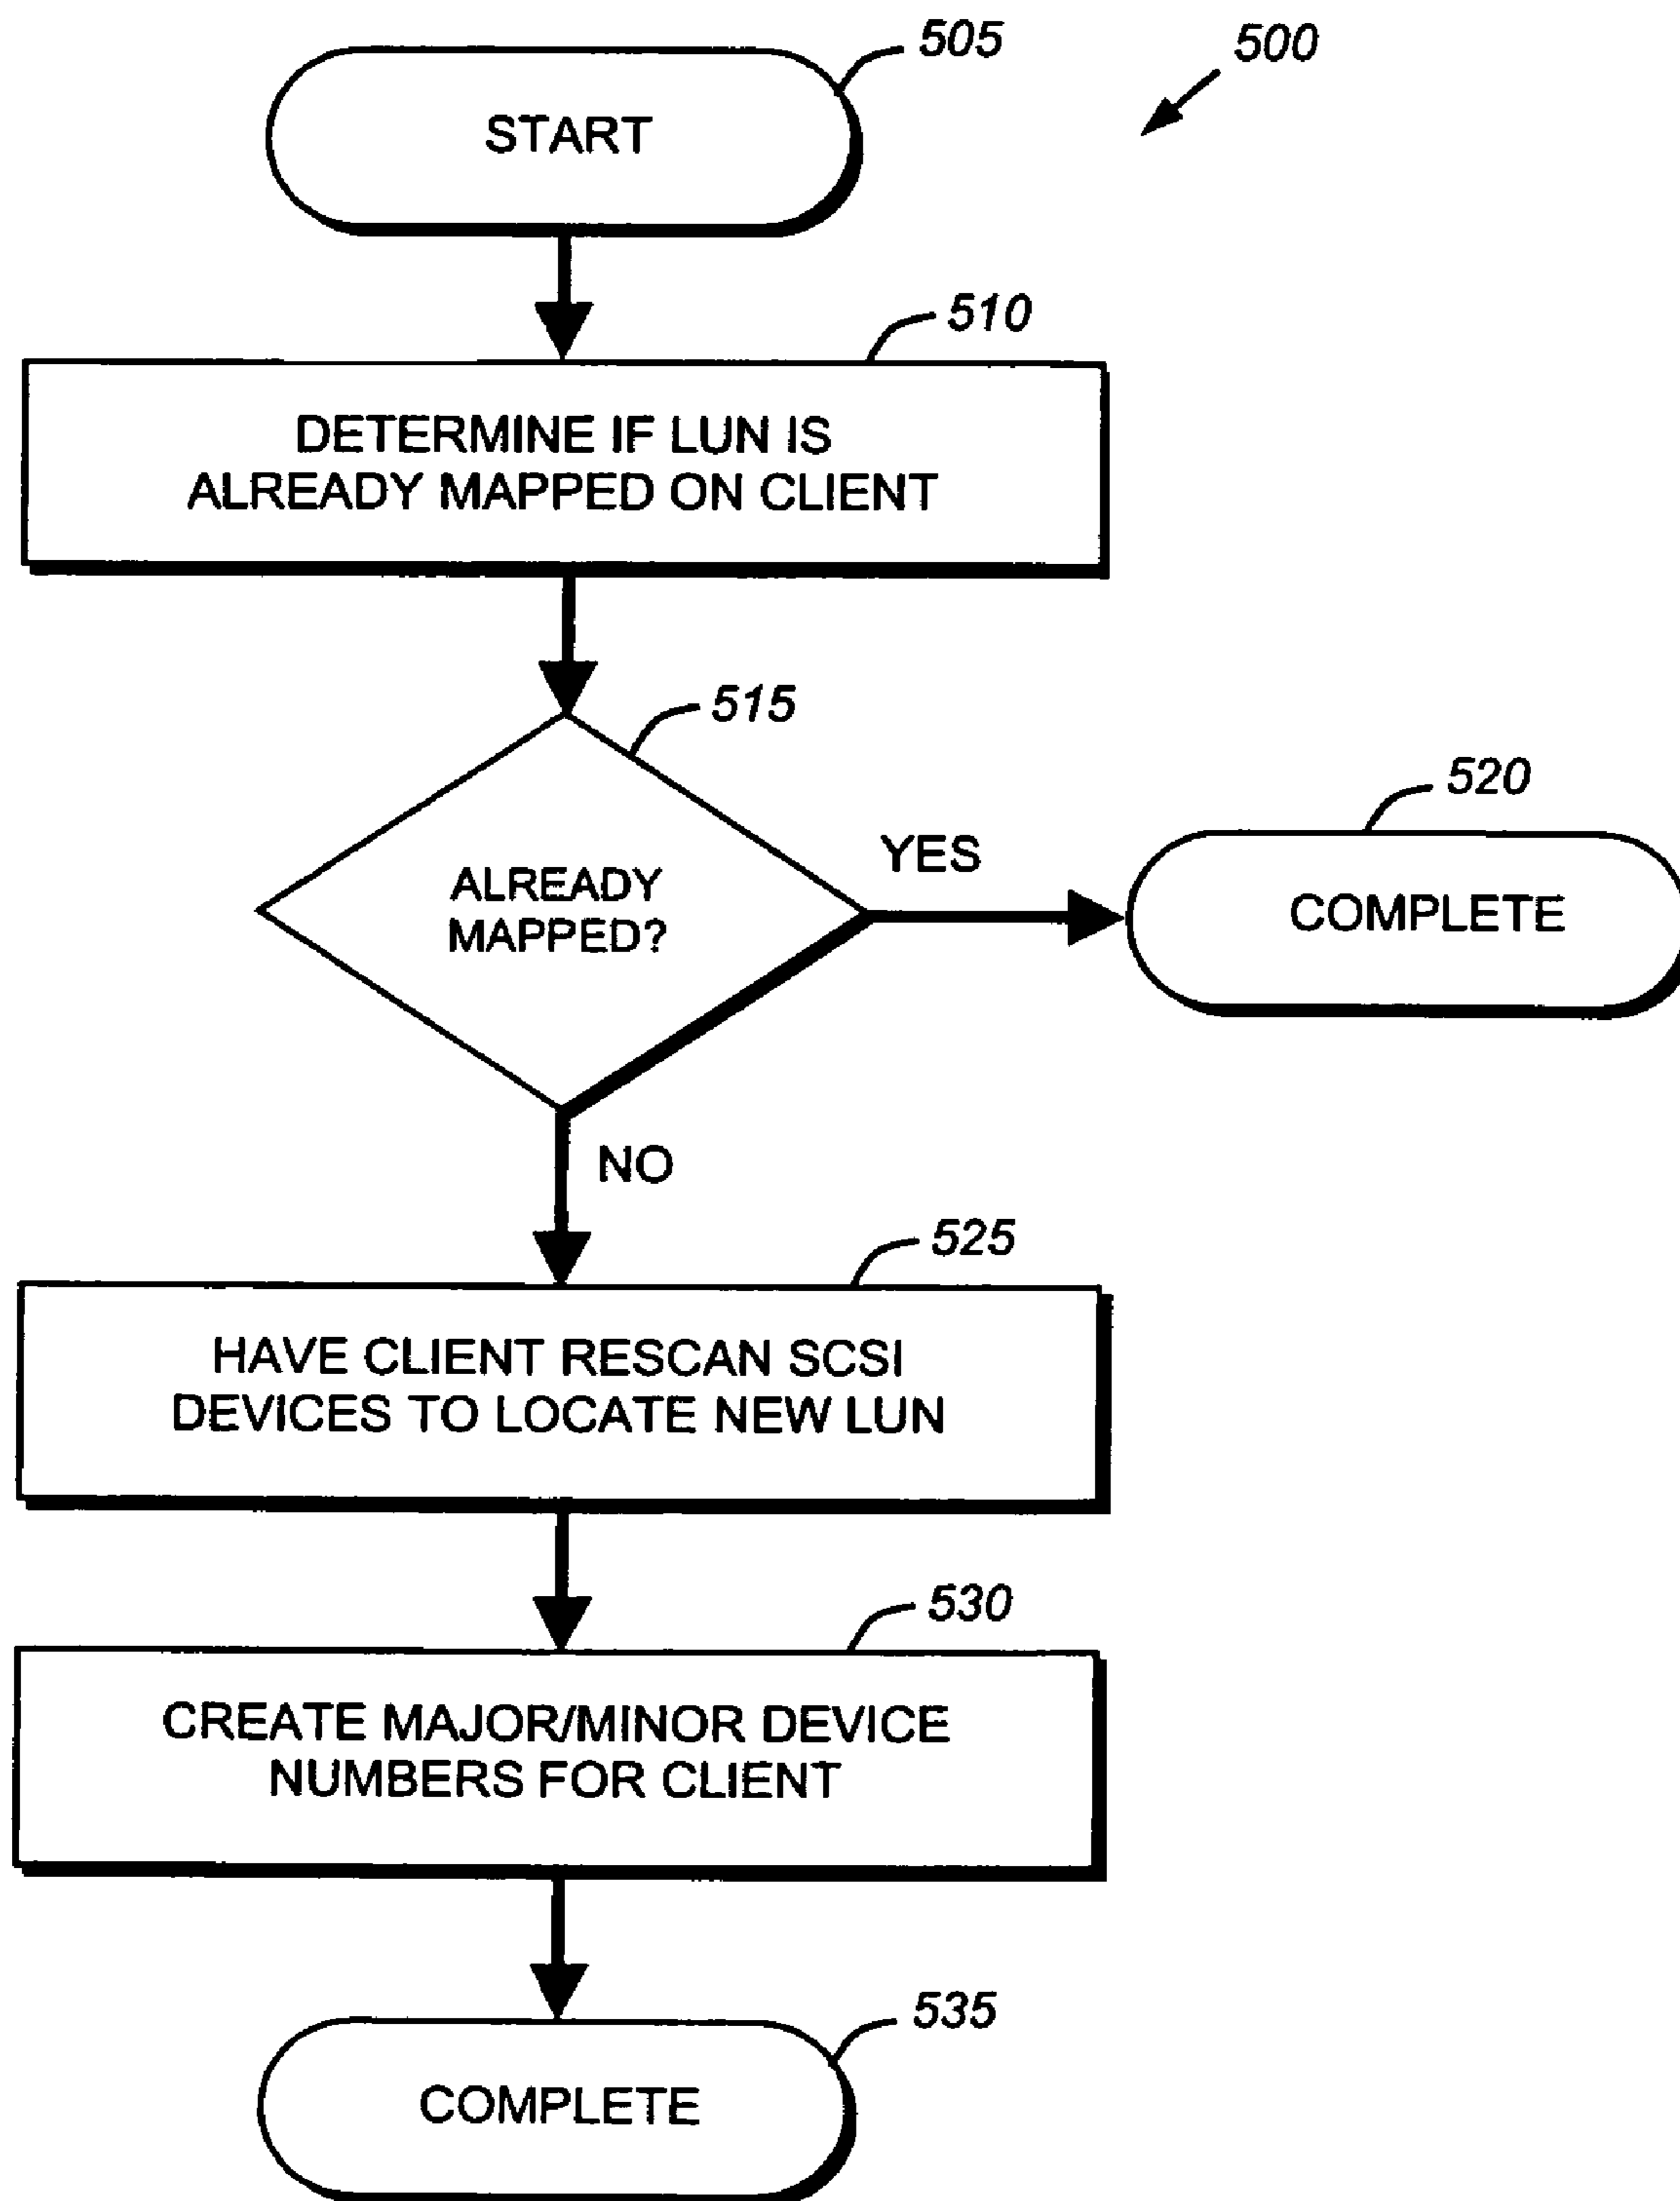 505
500
START
510
DETERMINE IF LUN IS
ALREADY MAPPED ON CLIENT
515
ALREADY
MAPPED?
YES
520
COMPLETE
NO
525
HAVE CLIENT RESCAN SCSI
DEVICES TO LOCATE NEW LUN
530
CREATE MAJOR/MINOR DEVICE
NUMBERS FOR CLIENT
535
COMPLETE